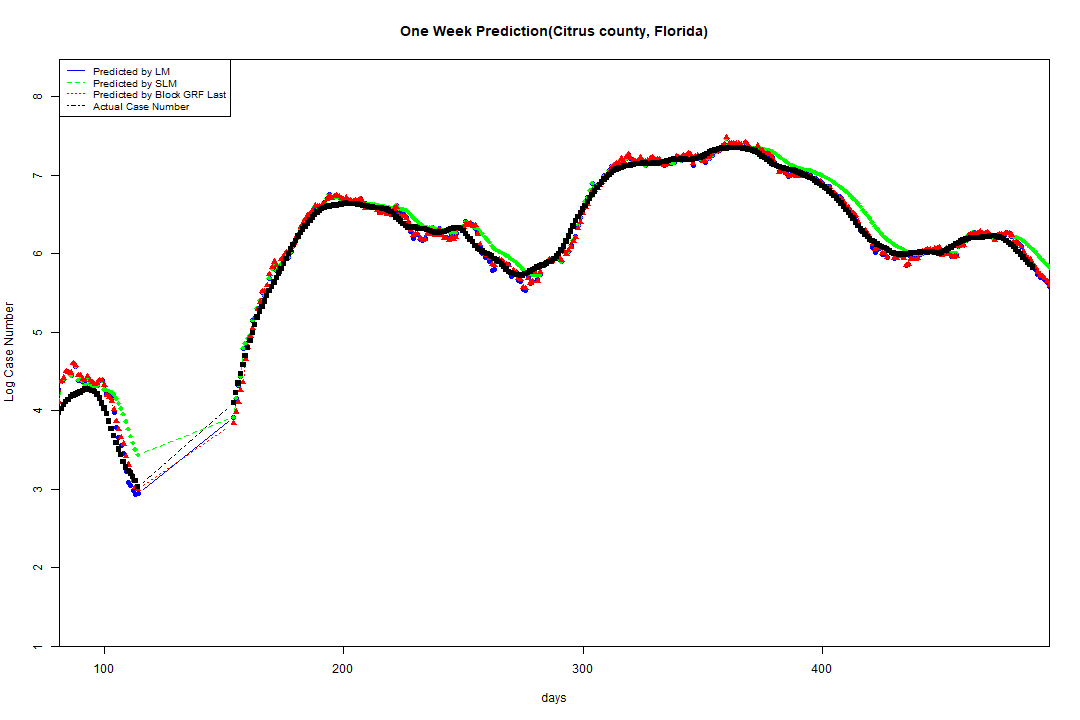 One Week Prediction(Citrus county, Florida)
Predicted by LM
Predicted by SLM
Predicted by Block GRF Last
Actual Case Number
8
7
6
5
4
3
2
1
Log Case Number
100 200 300 400
days